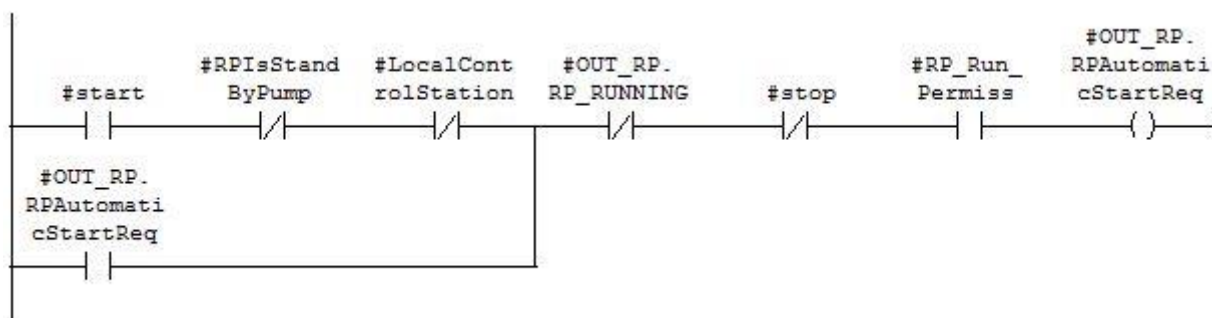 #OUT_RP.
#RPIsStand #LocalCont #OUT_RP. #RP_Run_ RPAutomati
#start ByPump rolStation RP_RUNNING #stop Permiss cStartReq
#OUT_RP.
RPAutomati
cStartReq